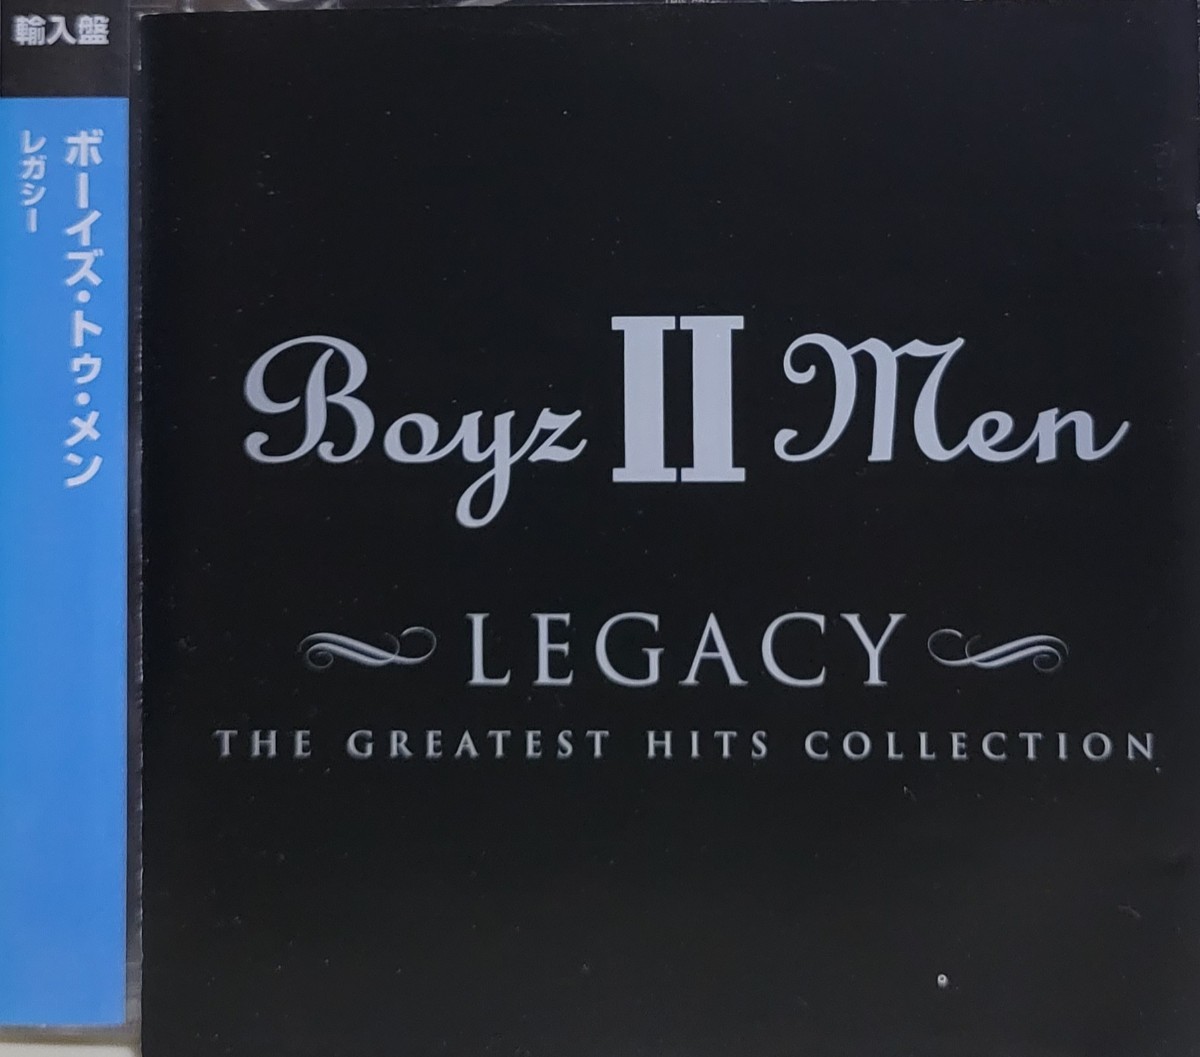 輸入盤
ボーイズ・トゥ・メン
レガシー
Boyz II Men
LEGACY
THE GREATEST HITS COLLECTION